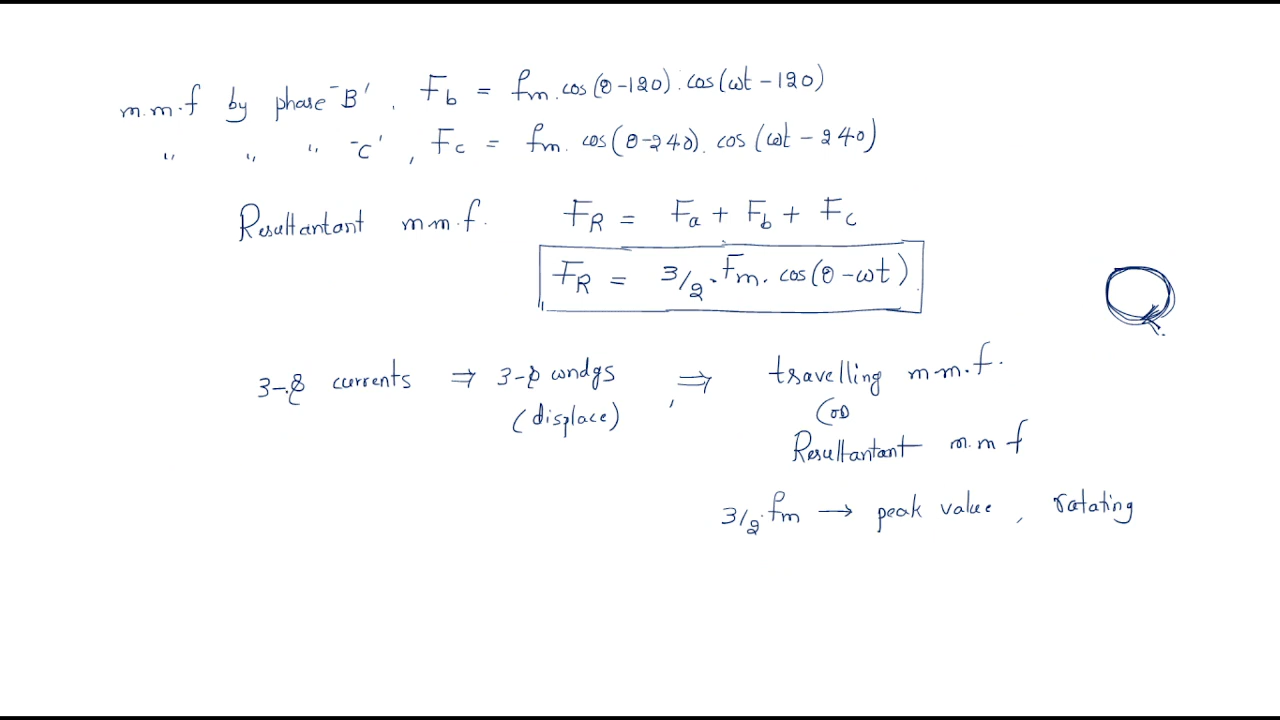 m.m.f by phase 'B', Fb = fm.cos(θ-120).cos(ωt-120)
" " " 'C', Fc = fm. cos(θ-240). cos(ωt-240)
Resultantant m.m.f. FR = Fa + Fb + Fc
FR = 3/2.Fm.cos(θ-ωt)
3-ϕ currents ⇒ 3-ϕ wndgs, ⇒ travelling m.m.f.
(displace) (or)
Resultantant m.m.f
3/2.fm → peak value, rotating